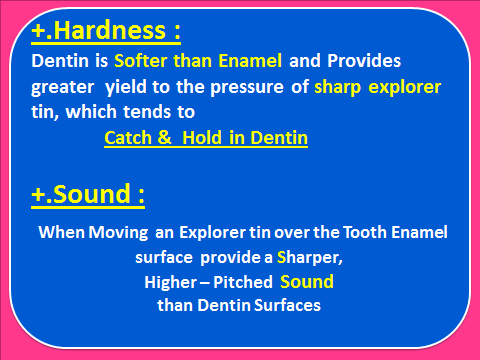 +.Hardness :
Dentin is Softer than Enamel and Provides
greater yield to the pressure of sharp explorer
tin, which tends to
Catch & Hold in Dentin
+.Sound :
When Moving an Explorer tin over the Tooth Enamel
surface provide a Sharper,
Higher – Pitched Sound
than Dentin Surfaces